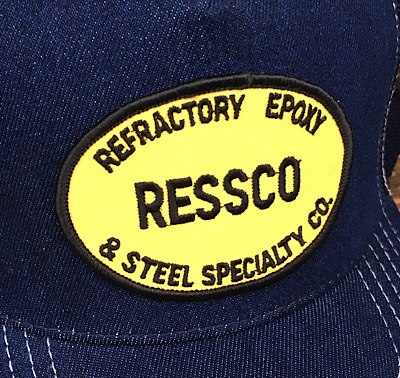 REFRACTORY EPOXY
RESSCO
& STEEL SPECIALTY CO.